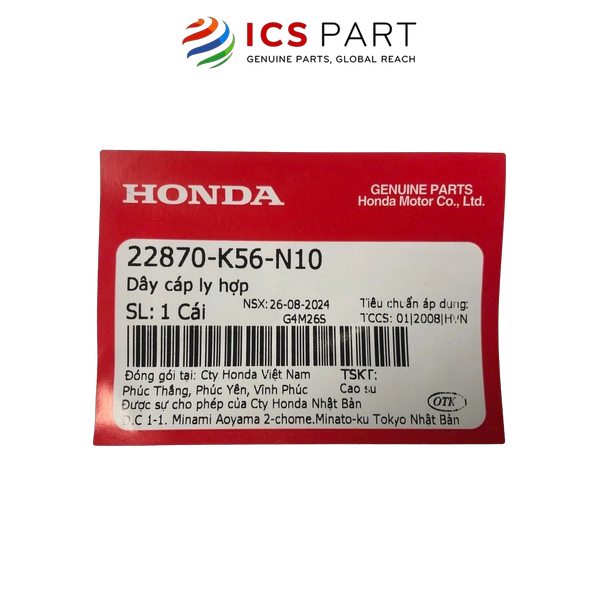 ICS PART
GENUINE PARTS, GLOBAL REACH
HONDA
GENUINE PARTS
Honda Motor Co., Ltd.
22870-K56-N10
Dây cáp ly hợp
SL: 1 Cái
NSX: 26-08-2024
G4M26S
Tiêu chuẩn áp dụng:
TCCS: 01|2008|HVN
Đóng gói tại: Cty Honda Việt Nam
Phúc Thắng, Phúc Yên, Vĩnh Phúc
TSKT:
Cao su
Được sự cho phép của Cty Honda Nhật Bản
D.C 1-1. Minami Aoyama 2-chome.Minato-ku Tokyo Nhật Bản
OTK